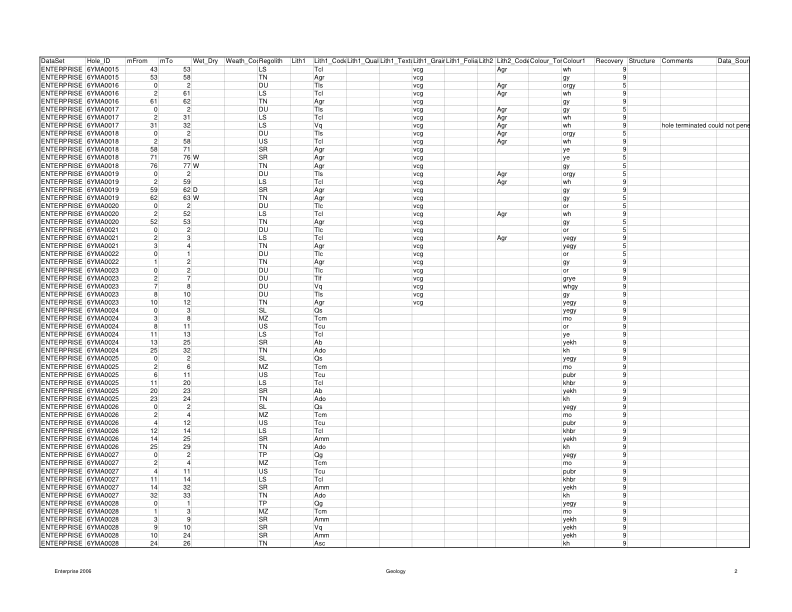 DataSet Hole_ID mFrom mTo Wet_Dry Weath_Cod Regolith Lith1 Lith1_Code Lith1_Qual Lith1_Textu Lith1_Grain Lith1_Folia Lith2 Lith2_Code Colour_Ton Colour1 Recovery Structure Comments Data_Sour
ENTERPRISE 6YMA0015 43 53 LS Tcl vcg Agr wh 9
ENTERPRISE 6YMA0015 53 58 TN Agr vcg gy 9
ENTERPRISE 6YMA0016 0 2 DU Tls vcg Agr orgy 5
ENTERPRISE 6YMA0016 2 61 LS Tcl vcg Agr wh 9
ENTERPRISE 6YMA0016 61 62 TN Agr vcg gy 9
ENTERPRISE 6YMA0017 0 2 DU Tls vcg Agr gy 5
ENTERPRISE 6YMA0017 2 31 LS Tcl vcg Agr wh 9
ENTERPRISE 6YMA0017 31 32 LS Vq vcg Agr wh 9 hole terminated could not pene
ENTERPRISE 6YMA0018 0 2 DU Tls vcg Agr orgy 5
ENTERPRISE 6YMA0018 2 58 US Tcl vcg Agr wh 9
ENTERPRISE 6YMA0018 58 71 SR Agr vcg ye 9
ENTERPRISE 6YMA0018 71 76 W SR Agr vcg ye 5
ENTERPRISE 6YMA0018 76 77 W TN Agr vcg gy 5
ENTERPRISE 6YMA0019 0 2 DU Tls vcg Agr orgy 5
ENTERPRISE 6YMA0019 2 59 LS Tcl vcg Agr wh 9
ENTERPRISE 6YMA0019 59 62 D SR Agr vcg gy 9
ENTERPRISE 6YMA0019 62 63 W TN Agr vcg gy 5
ENTERPRISE 6YMA0020 0 2 DU Tlc vcg or 5
ENTERPRISE 6YMA0020 2 52 LS Tcl vcg Agr wh 9
ENTERPRISE 6YMA0020 52 53 TN Agr vcg gy 5
ENTERPRISE 6YMA0021 0 2 DU Tlc vcg or 5
ENTERPRISE 6YMA0021 2 3 LS Tcl vcg Agr yegy 9
ENTERPRISE 6YMA0021 3 4 TN Agr vcg yegy 5
ENTERPRISE 6YMA0022 0 1 DU Tlc vcg or 5
ENTERPRISE 6YMA0022 1 2 TN Agr vcg gy 9
ENTERPRISE 6YMA0023 0 2 DU Tlc vcg or 9
ENTERPRISE 6YMA0023 2 7 DU Tlf vcg grye 9
ENTERPRISE 6YMA0023 7 8 DU Vq vcg whgy 9
ENTERPRISE 6YMA0023 8 10 DU Tls vcg gy 9
ENTERPRISE 6YMA0023 10 12 TN Agr vcg yegy 9
ENTERPRISE 6YMA0024 0 3 SL Qs yegy 9
ENTERPRISE 6YMA0024 3 8 MZ Tcm mo 9
ENTERPRISE 6YMA0024 8 11 US Tcu or 9
ENTERPRISE 6YMA0024 11 13 LS Tcl ye 9
ENTERPRISE 6YMA0024 13 25 SR Ab yekh 9
ENTERPRISE 6YMA0024 25 32 TN Ado kh 9
ENTERPRISE 6YMA0025 0 2 SL Qs yegy 9
ENTERPRISE 6YMA0025 2 6 MZ Tcm mo 9
ENTERPRISE 6YMA0025 6 11 US Tcu pubr 9
ENTERPRISE 6YMA0025 11 20 LS Tcl khbr 9
ENTERPRISE 6YMA0025 20 23 SR Ab yekh 9
ENTERPRISE 6YMA0025 23 24 TN Ado kh 9
ENTERPRISE 6YMA0026 0 2 SL Qs yegy 9
ENTERPRISE 6YMA0026 2 4 MZ Tcm mo 9
ENTERPRISE 6YMA0026 4 12 US Tcu pubr 9
ENTERPRISE 6YMA0026 12 14 LS Tcl khbr 9
ENTERPRISE 6YMA0026 14 25 SR Amm yekh 9
ENTERPRISE 6YMA0026 25 29 TN Ado kh 9
ENTERPRISE 6YMA0027 0 2 TP Qg yegy 9
ENTERPRISE 6YMA0027 2 4 MZ Tcm mo 9
ENTERPRISE 6YMA0027 4 11 US Tcu pubr 9
ENTERPRISE 6YMA0027 11 14 LS Tcl khbr 9
ENTERPRISE 6YMA0027 14 32 SR Amm yekh 9
ENTERPRISE 6YMA0027 32 33 TN Ado kh 9
ENTERPRISE 6YMA0028 0 1 TP Qg yegy 9
ENTERPRISE 6YMA0028 1 3 MZ Tcm mo 9
ENTERPRISE 6YMA0028 3 9 SR Amm yekh 9
ENTERPRISE 6YMA0028 9 10 SR Vq yekh 9
ENTERPRISE 6YMA0028 10 24 SR Amm yekh 9
ENTERPRISE 6YMA0028 24 26 TN Asc kh 9
Enterprise 2006 Geology 2